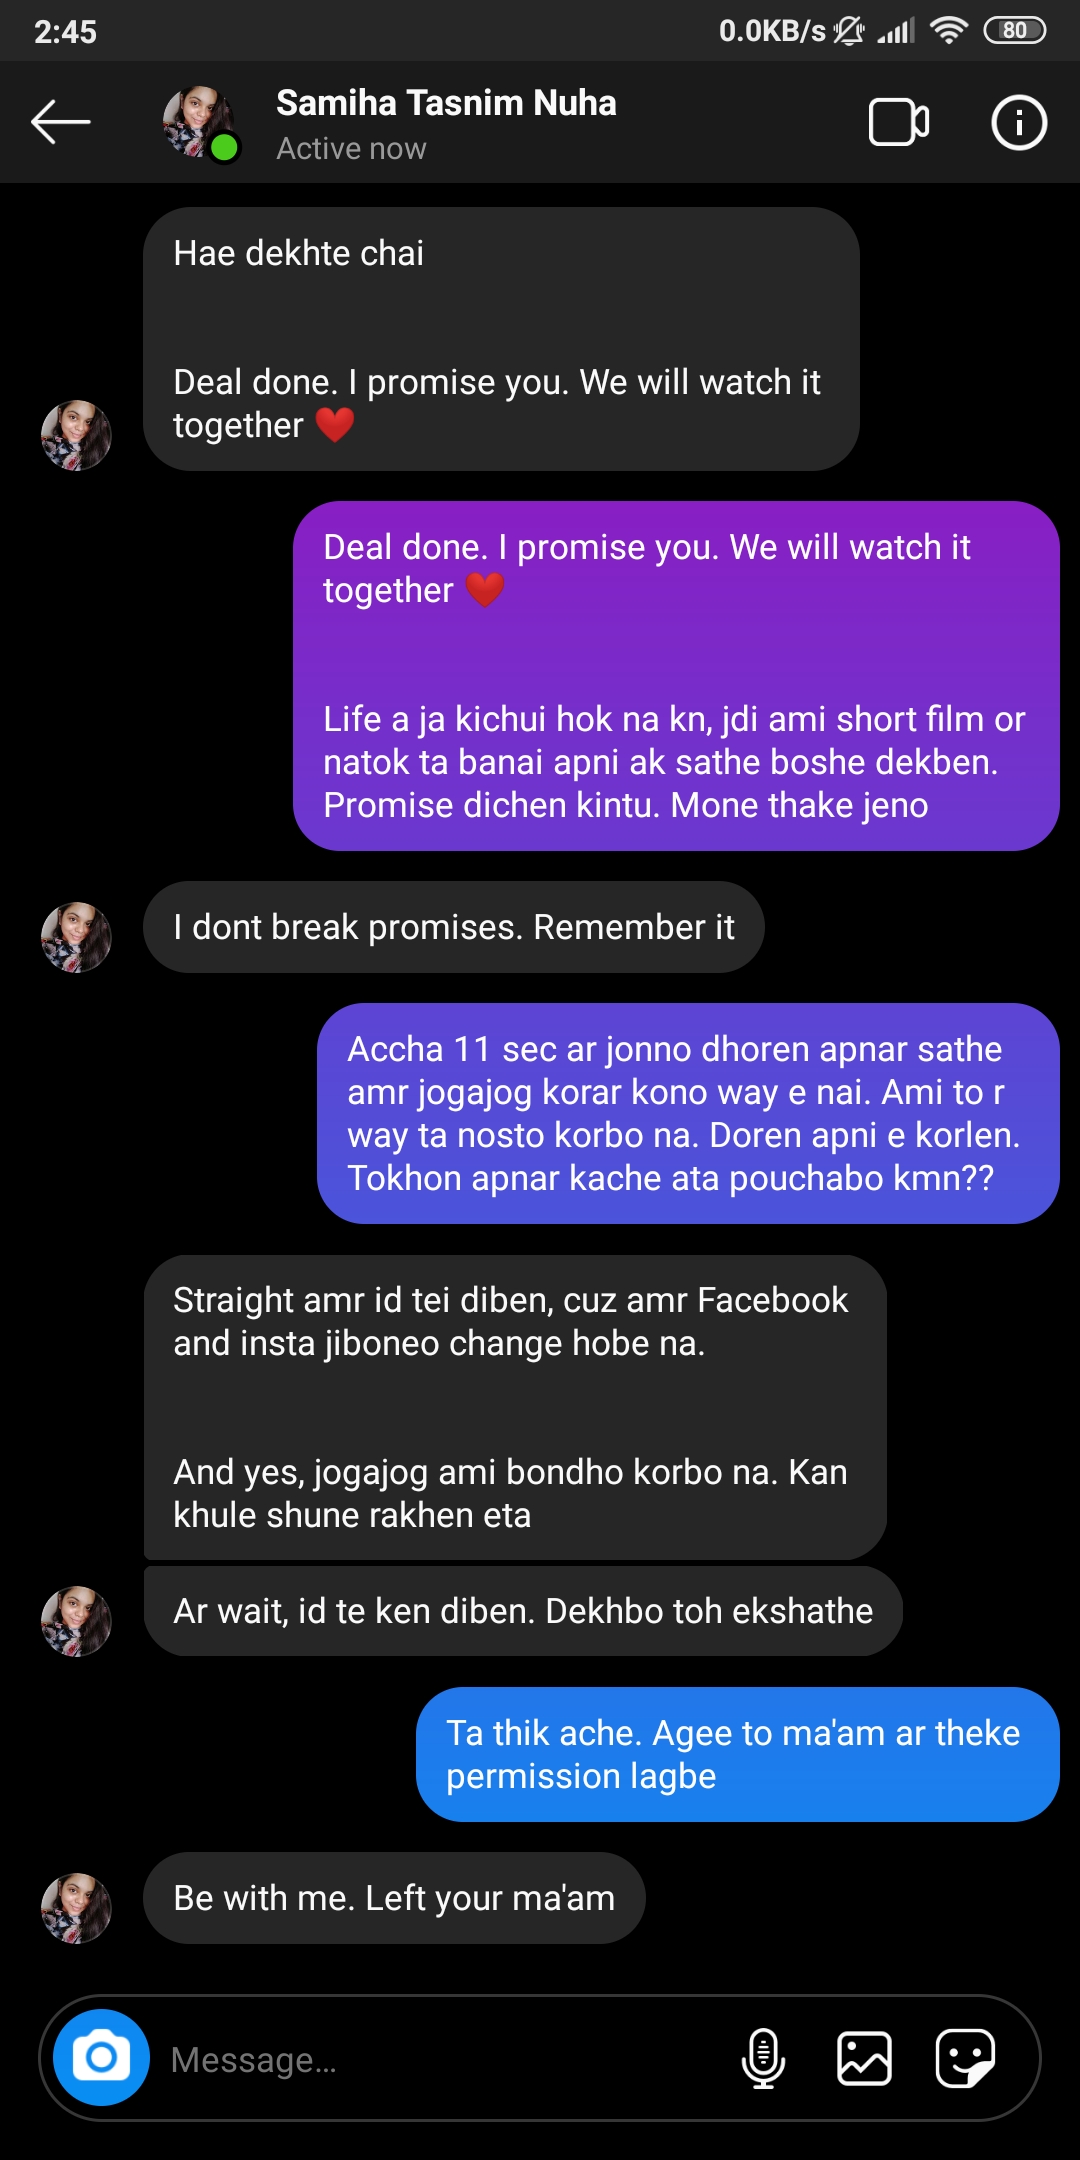 2:45
0.0KB/s
80
Samiha Tasnim Nuha
Active now
Hae dekhte chai
Deal done. I promise you. We will watch it
together ❤️
Deal done. I promise you. We will watch it
together ❤️
Life a ja kichui hok na kn, jdi ami short film or
natok ta banai apni ak sathe boshe dekben.
Promise dichen kintu. Mone thake jeno
I dont break promises. Remember it
Accha 11 sec ar jonno dhoren apnar sathe
amr jogajog korar kono way e nai. Ami to r
way ta nosto korbo na. Doren apni e korlen.
Tokhon apnar kache ata pouchabo kmn??
Straight amr id tei diben, cuz amr Facebook
and insta jiboneo change hobe na.
And yes, jogajog ami bondho korbo na. Kan
khule shune rakhen eta
Ar wait, id te ken diben. Dekhbo toh ekshathe
Ta thik ache. Agee to ma'am ar theke
permission lagbe
Be with me. Left your ma'am
Message...